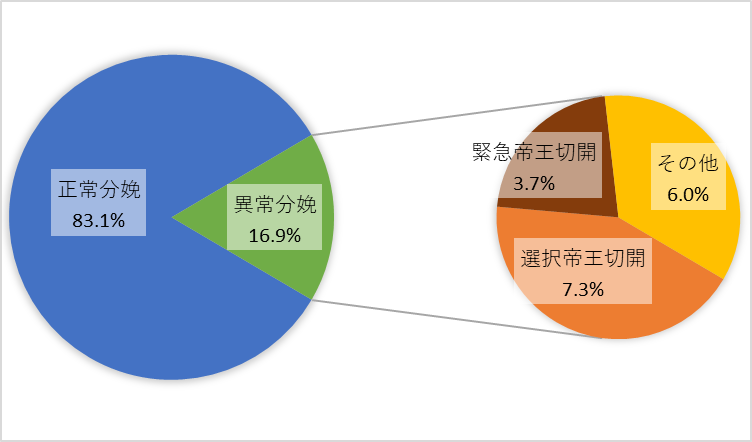 正常分娩
83.1%
異常分娩
16.9%
緊急帝王切開
3.7%
その他
6.0%
選択帝王切開
7.3%